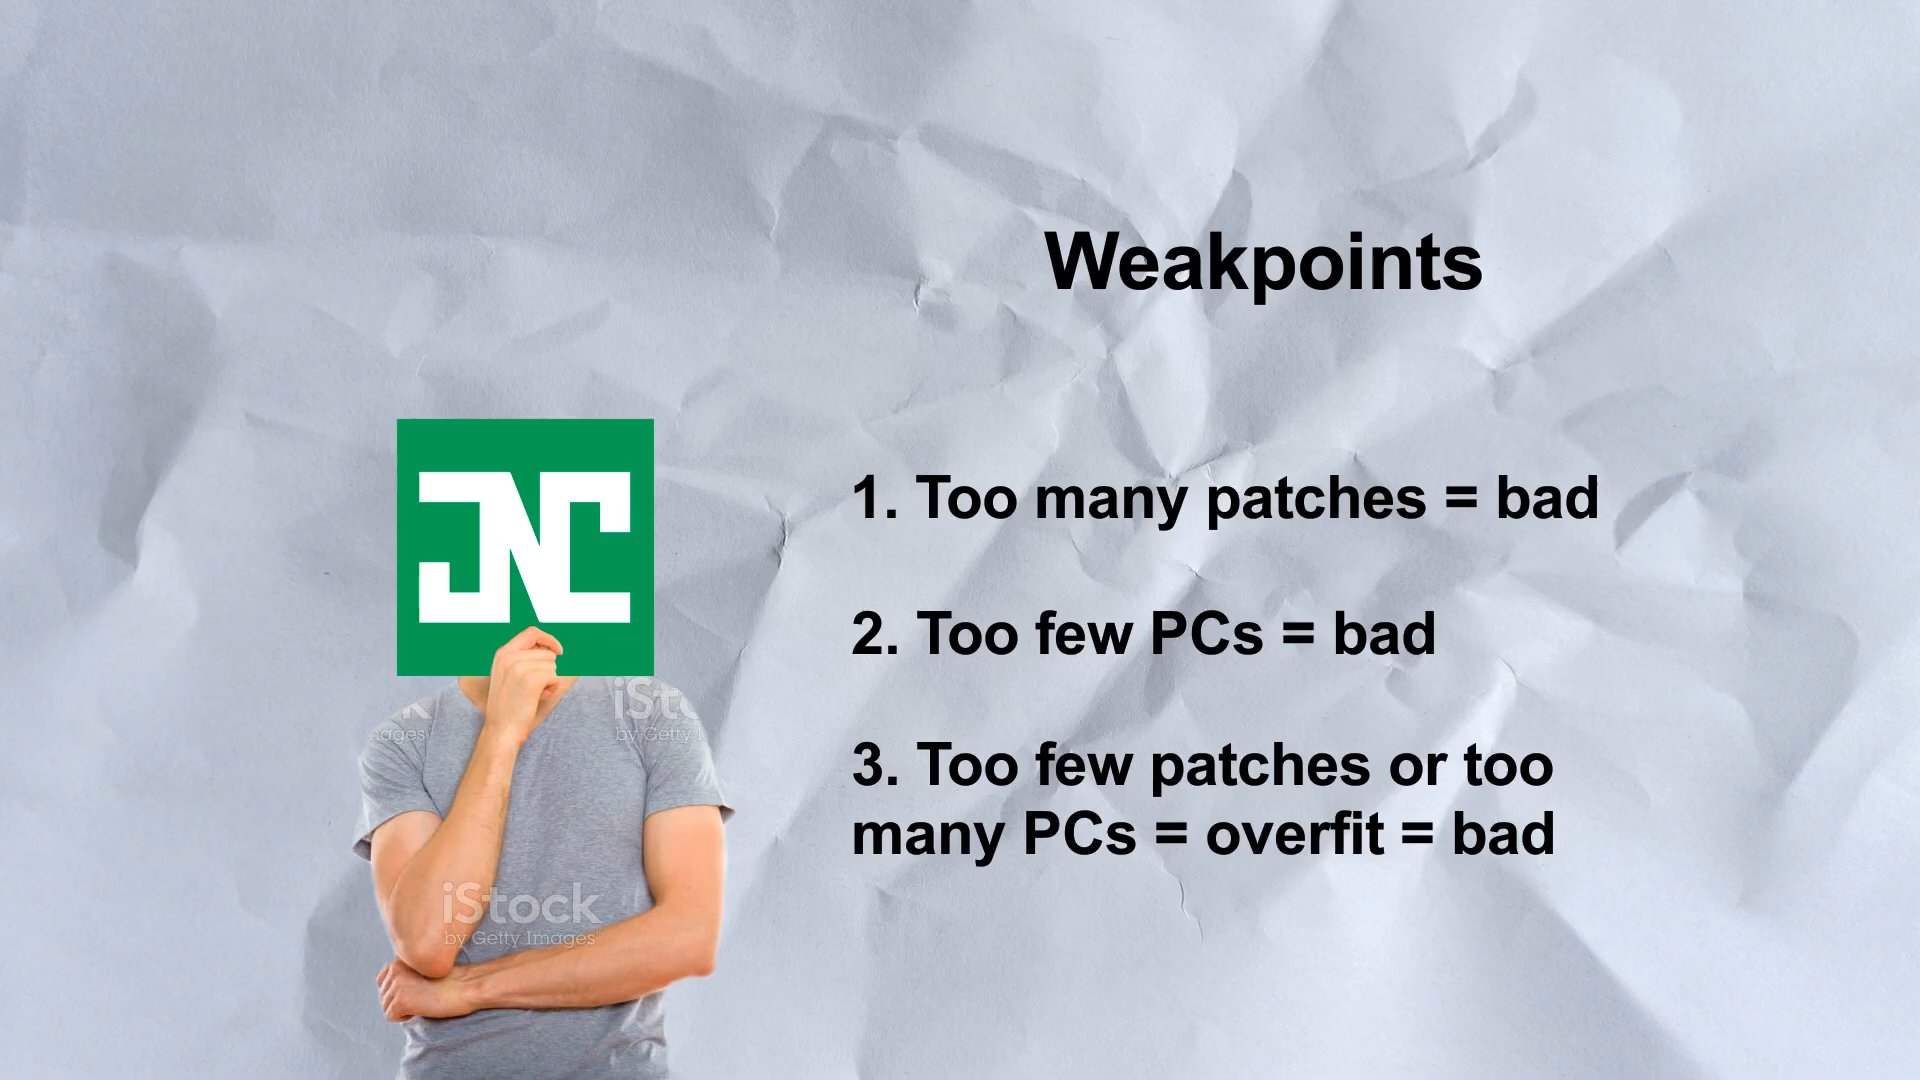 Weakpoints
1. Too many patches = bad
2. Too few PCs = bad
3. Too few patches or too
many PCs = overfit = bad
JNC
iStock
by Getty Images